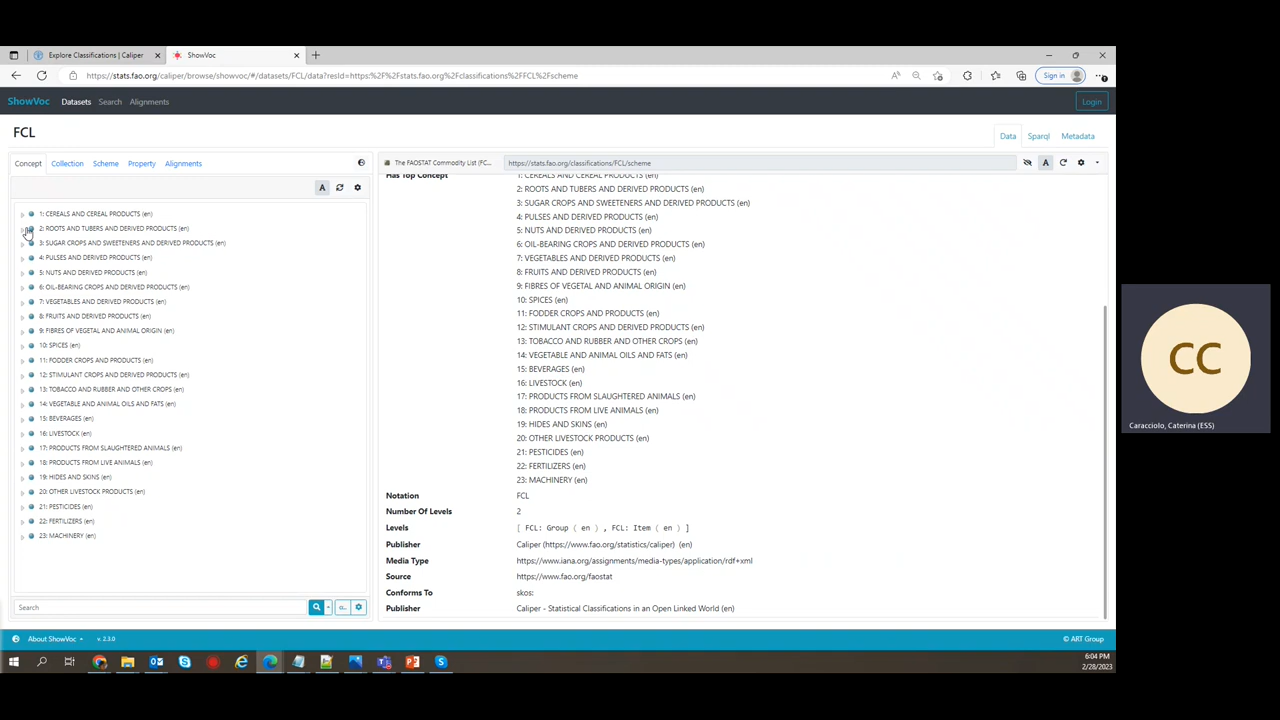 Explore Classifications | Caliper
ShowVoc
https://stats.fao.org/caliper/browse/showvoc/#/datasets/FCL/data?resId=https:%2F%2Fstats.fao.org%2Fclassifications%2FFCL%2Fscheme
Sign in
ShowVoc Datasets Search Alignments
Login
FCL
Data Sparql Metadata
Concept Collection Scheme Property Alignments
A
1: CEREALS AND CEREAL PRODUCTS (en)
2: ROOTS AND TUBERS AND DERIVED PRODUCTS (en)
3: SUGAR CROPS AND SWEETENERS AND DERIVED PRODUCTS (en)
4: PULSES AND DERIVED PRODUCTS (en)
5: NUTS AND DERIVED PRODUCTS (en)
6: OIL-BEARING CROPS AND DERIVED PRODUCTS (en)
7: VEGETABLES AND DERIVED PRODUCTS (en)
8: FRUITS AND DERIVED PRODUCTS (en)
9: FIBRES OF VEGETAL AND ANIMAL ORIGIN (en)
10: SPICES (en)
11: FODDER CROPS AND PRODUCTS (en)
12: STIMULANT CROPS AND DERIVED PRODUCTS (en)
13: TOBACCO AND RUBBER AND OTHER CROPS (en)
14: VEGETABLE AND ANIMAL OILS AND FATS (en)
15: BEVERAGES (en)
16: LIVESTOCK (en)
17: PRODUCTS FROM SLAUGHTERED ANIMALS (en)
18: PRODUCTS FROM LIVE ANIMALS (en)
19: HIDES AND SKINS (en)
20: OTHER LIVESTOCK PRODUCTS (en)
21: PESTICIDES (en)
22: FERTILIZERS (en)
23: MACHINERY (en)
Search
The FAOSTAT Commodity List (FC... https://stats.fao.org/classifications/FCL/scheme
A
Has Top Concept 1: CEREALS AND CEREAL PRODUCTS (en)
2: ROOTS AND TUBERS AND DERIVED PRODUCTS (en)
3: SUGAR CROPS AND SWEETENERS AND DERIVED PRODUCTS (en)
4: PULSES AND DERIVED PRODUCTS (en)
5: NUTS AND DERIVED PRODUCTS (en)
6: OIL-BEARING CROPS AND DERIVED PRODUCTS (en)
7: VEGETABLES AND DERIVED PRODUCTS (en)
8: FRUITS AND DERIVED PRODUCTS (en)
9: FIBRES OF VEGETAL AND ANIMAL ORIGIN (en)
10: SPICES (en)
11: FODDER CROPS AND PRODUCTS (en)
12: STIMULANT CROPS AND DERIVED PRODUCTS (en)
13: TOBACCO AND RUBBER AND OTHER CROPS (en)
14: VEGETABLE AND ANIMAL OILS AND FATS (en)
15: BEVERAGES (en)
16: LIVESTOCK (en)
17: PRODUCTS FROM SLAUGHTERED ANIMALS (en)
18: PRODUCTS FROM LIVE ANIMALS (en)
19: HIDES AND SKINS (en)
20: OTHER LIVESTOCK PRODUCTS (en)
21: PESTICIDES (en)
22: FERTILIZERS (en)
23: MACHINERY (en)
Notation FCL
Number Of Levels 2
Levels [ FCL: Group ( en ) , FCL: Item ( en ) ]
Publisher Caliper (https://www.fao.org/statistics/caliper) (en)
Media Type https://www.iana.org/assignments/media-types/application/rdf+xml
Source https://www.fao.org/faostat
Conforms To skos:
Publisher Caliper - Statistical Classifications in an Open Linked World (en)
About ShowVoc v. 2.3.0
© ART Group
6:04 PM
2/28/2023
CC
Caracciolo, Caterina (ESS)